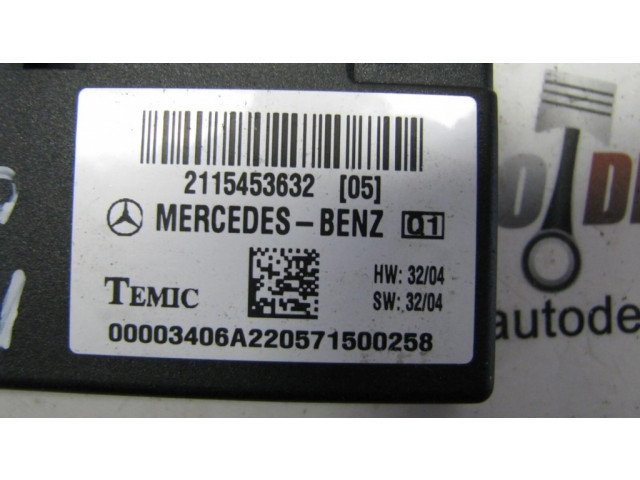 2115453632 [05]
MERCEDES-BENZ Q1
TEMIC
HW: 32/04
SW: 32/04
00003406A220571500258
autode